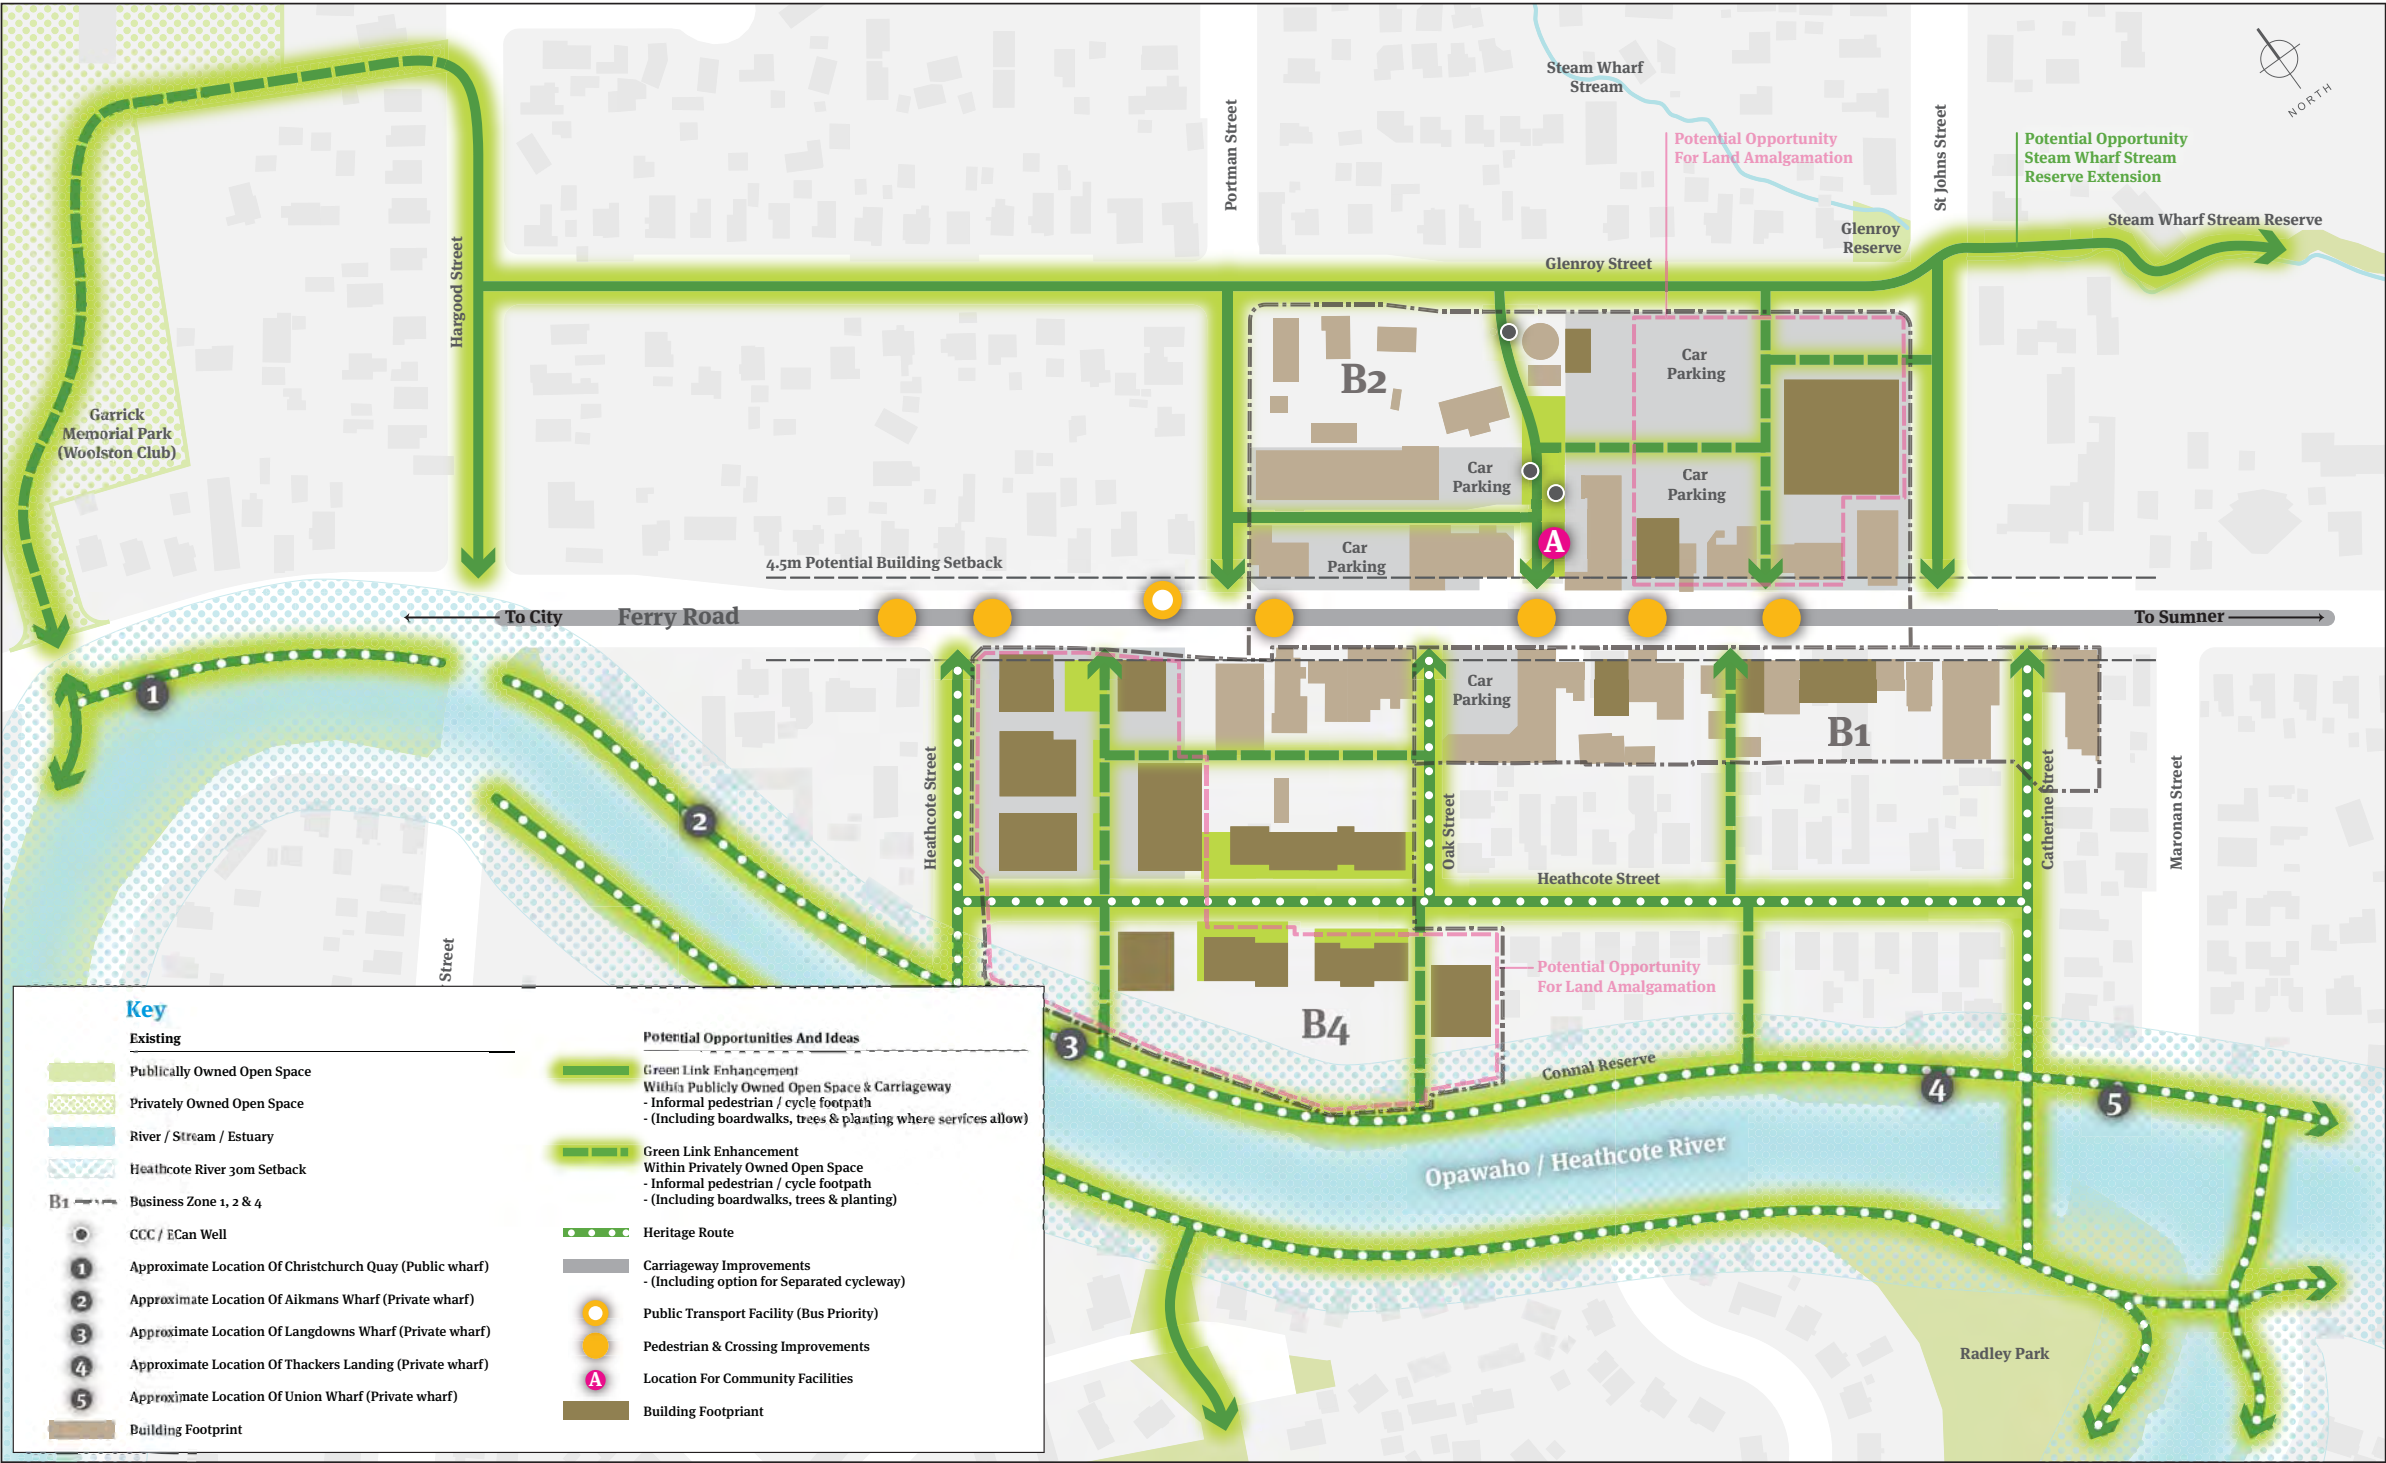 Steam Wharf
Stream
NORTH
Portman Street
St Johns Street
Potential Opportunity
For Land Amalgamation
Potential Opportunity
Steam Wharf Stream
Reserve Extension
Steam Wharf Stream Reserve
Glenroy
Reserve
Glenroy Street
Hargood Street
Garrick
Memorial Park
(Woolston Club)
B2
Car
Parking
Car
Parking
Car
Parking
Car
Parking
A
4.5m Potential Building Setback
To City
Ferry Road
To Sumner
1
2
Heathcote Street
Car
Parking
Oak Street
B1
Catherine Street
Maronan Street
Heathcote Street
Street
Potential Opportunity
For Land Amalgamation
B4
3
Connal Reserve
4
5
Opawaho / Heathcote River
Radley Park
Key
Existing
Publically Owned Open Space
Privately Owned Open Space
River / Stream / Estuary
Heathcote River 30m Setback
B1 Business Zone 1, 2 & 4
CCC / ECan Well
1 Approximate Location Of Christchurch Quay (Public wharf)
2 Approximate Location Of Aikmans Wharf (Private wharf)
3 Approximate Location Of Langdowns Wharf (Private wharf)
4 Approximate Location Of Thackers Landing (Private wharf)
5 Approximate Location Of Union Wharf (Private wharf)
Building Footprint
Potential Opportunities And Ideas
Green Link Enhancement
Within Publicly Owned Open Space & Carriageway
- Informal pedestrian / cycle footpath
- (Including boardwalks, trees & planting where services allow)
Green Link Enhancement
Within Privately Owned Open Space
- Informal pedestrian / cycle footpath
- (Including boardwalks, trees & planting)
Heritage Route
Carriageway Improvements
- (Including option for Separated cycleway)
Public Transport Facility (Bus Priority)
Pedestrian & Crossing Improvements
A Location For Community Facilities
Building Footpriant